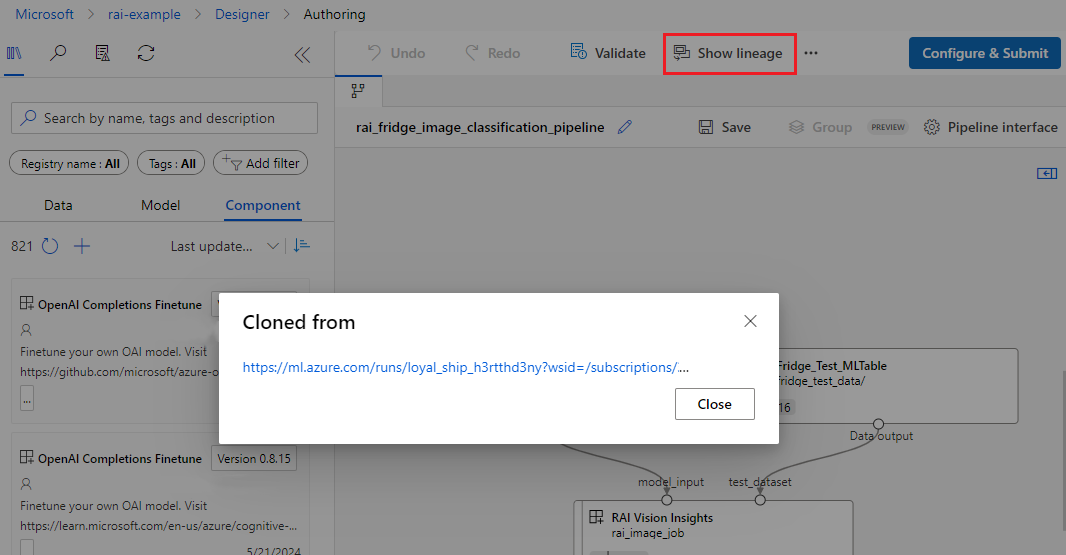 Microsoft > rai-example > Designer > Authoring
Undo Redo Validate Show lineage ... Configure & Submit
Search by name, tags and description
rai_fridge_image_classification_pipeline Save Group PREVIEW Pipeline interface
Registry name : All Tags : All Add filter
Data Model Component
821 Last update...
OpenAI Completions Finetune
Finetune your own OAI model. Visit
https://github.com/microsoft/azure-o
...
Cloned from
https://ml.azure.com/runs/loyal_ship_h3rtthd3ny?wsid=/subscriptions/...
Close
Fridge_Test_MLTable
fridge_test_data/
16
Data output
OpenAI Completions Finetune Version 0.8.15
Finetune your own OAI model. Visit
https://learn.microsoft.com/en-us/azure/cognitive-...
5/21/2024
model_input test_dataset
RAI Vision Insights
rai_image_job